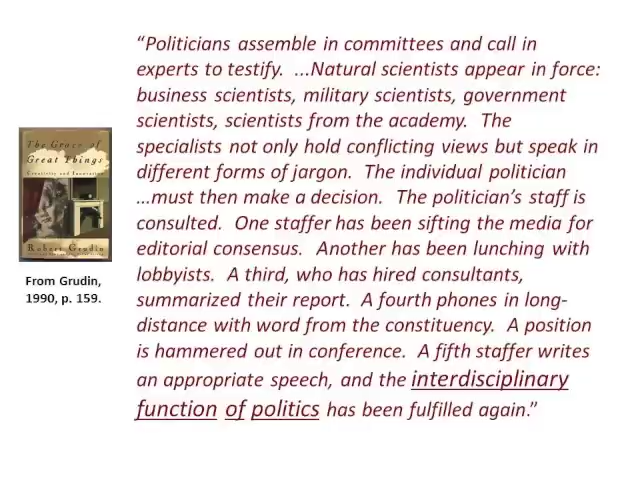 “Politicians assemble in committees and call in
experts to testify.  ...Natural scientists appear in force:
business scientists, military scientists, government
scientists, scientists from the academy.  The
specialists not only hold conflicting views but speak in
different forms of jargon.  The individual politician
...must then make a decision.  The politician’s staff is
consulted.  One staffer has been sifting the media for
editorial consensus.  Another has been lunching with
lobbyists.  A third, who has hired consultants,
summarized their report.  A fourth phones in long-
distance with word from the constituency.  A position
is hammered out in conference.  A fifth staffer writes
an appropriate speech, and the interdisciplinary
function of politics has been fulfilled again.”
The Grace of
Great Things
Creativity and Innovation
Robert Grudin
From Grudin,
1990, p. 159.